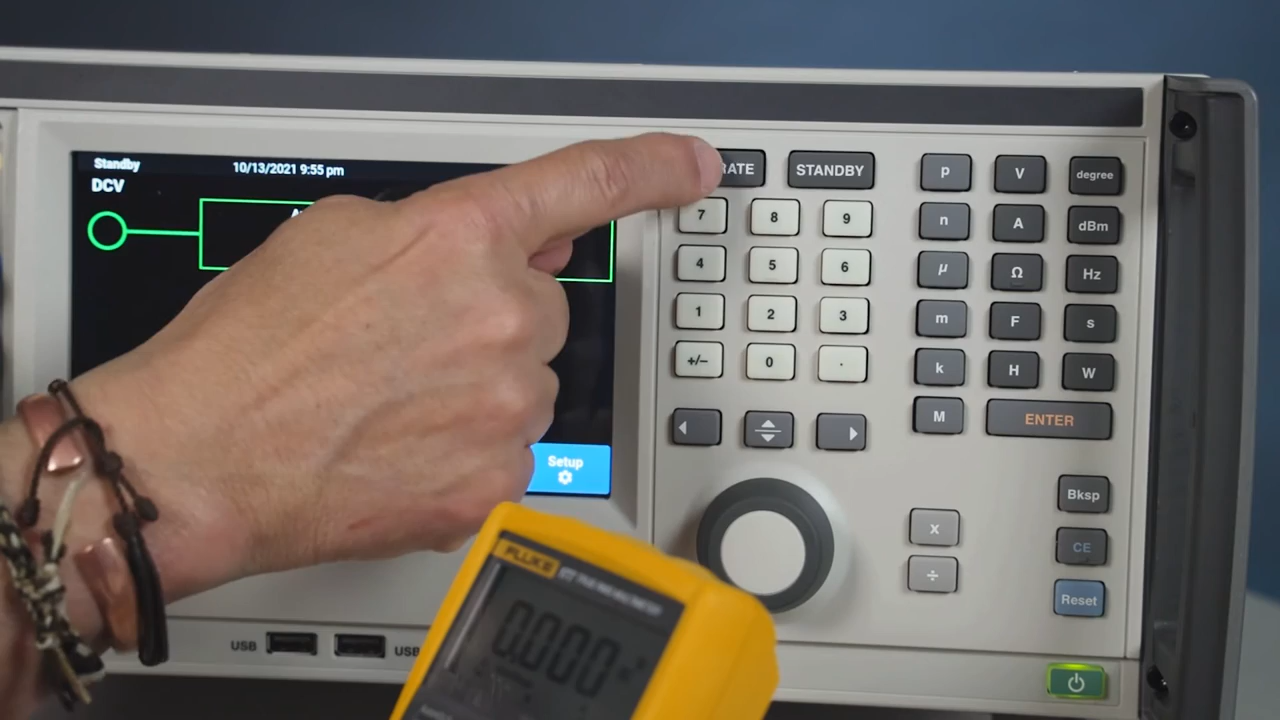 Standby
10/13/2021 9:55 pm
DCV
Setup
RATE
STANDBY
7 8 9
4 5 6
1 2 3
+/- 0 .
p V degree
n A dBm
µ Ω Hz
m F s
k H W
M ENTER
Bksp
x
CE
÷
Reset
USB
USB
FLUKE
0.000